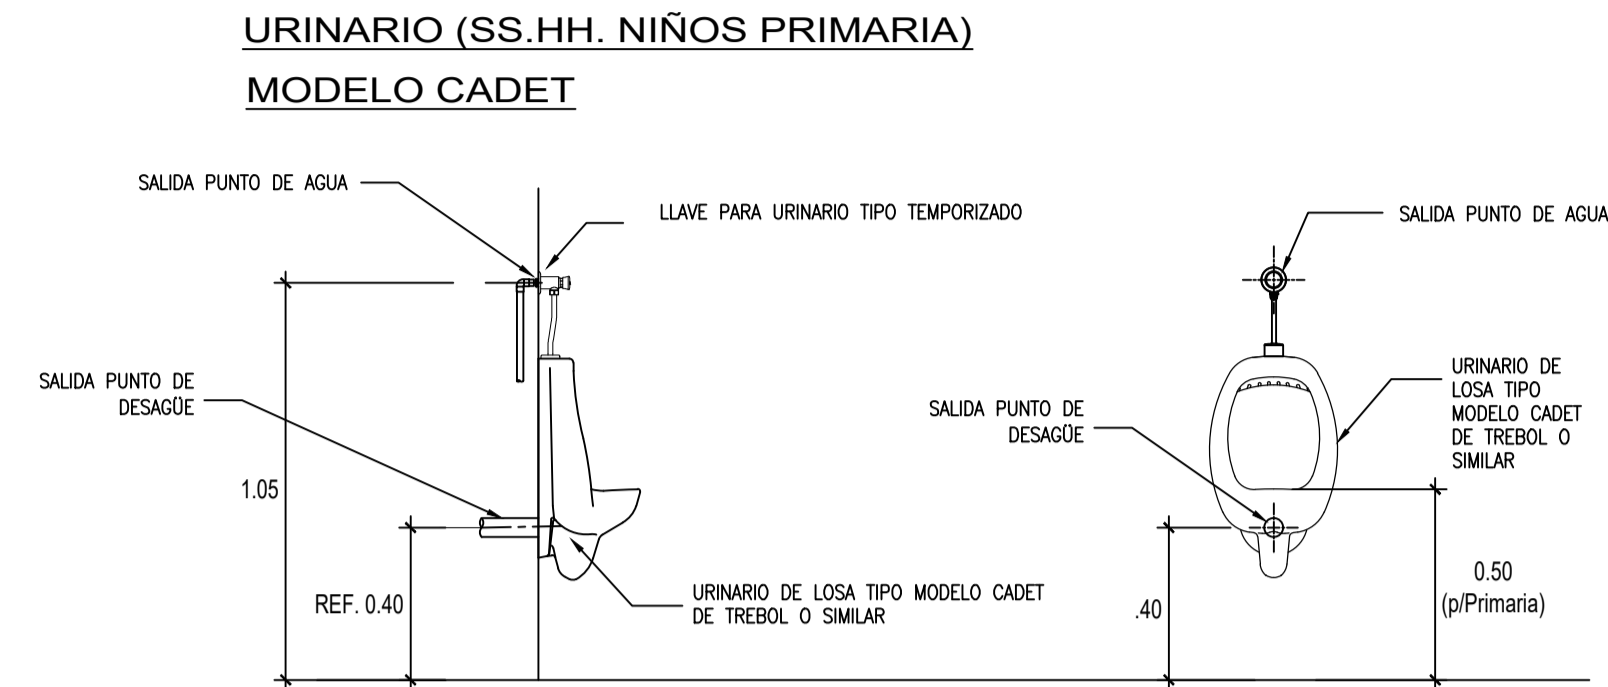 URINARIO (SS.HH. NIÑOS PRIMARIA)
MODELO CADET
SALIDA PUNTO DE AGUA
LLAVE PARA URINARIO TIPO TEMPORIZADO
SALIDA PUNTO DE
DESAGÜE
1.05
REF. 0.40
URINARIO DE LOSA TIPO MODELO CADET
DE TREBOL O SIMILAR
SALIDA PUNTO DE AGUA
SALIDA PUNTO DE
DESAGÜE
URINARIO DE
LOSA TIPO
MODELO CADET
DE TREBOL O
SIMILAR
.40
0.50
(p/Primaria)